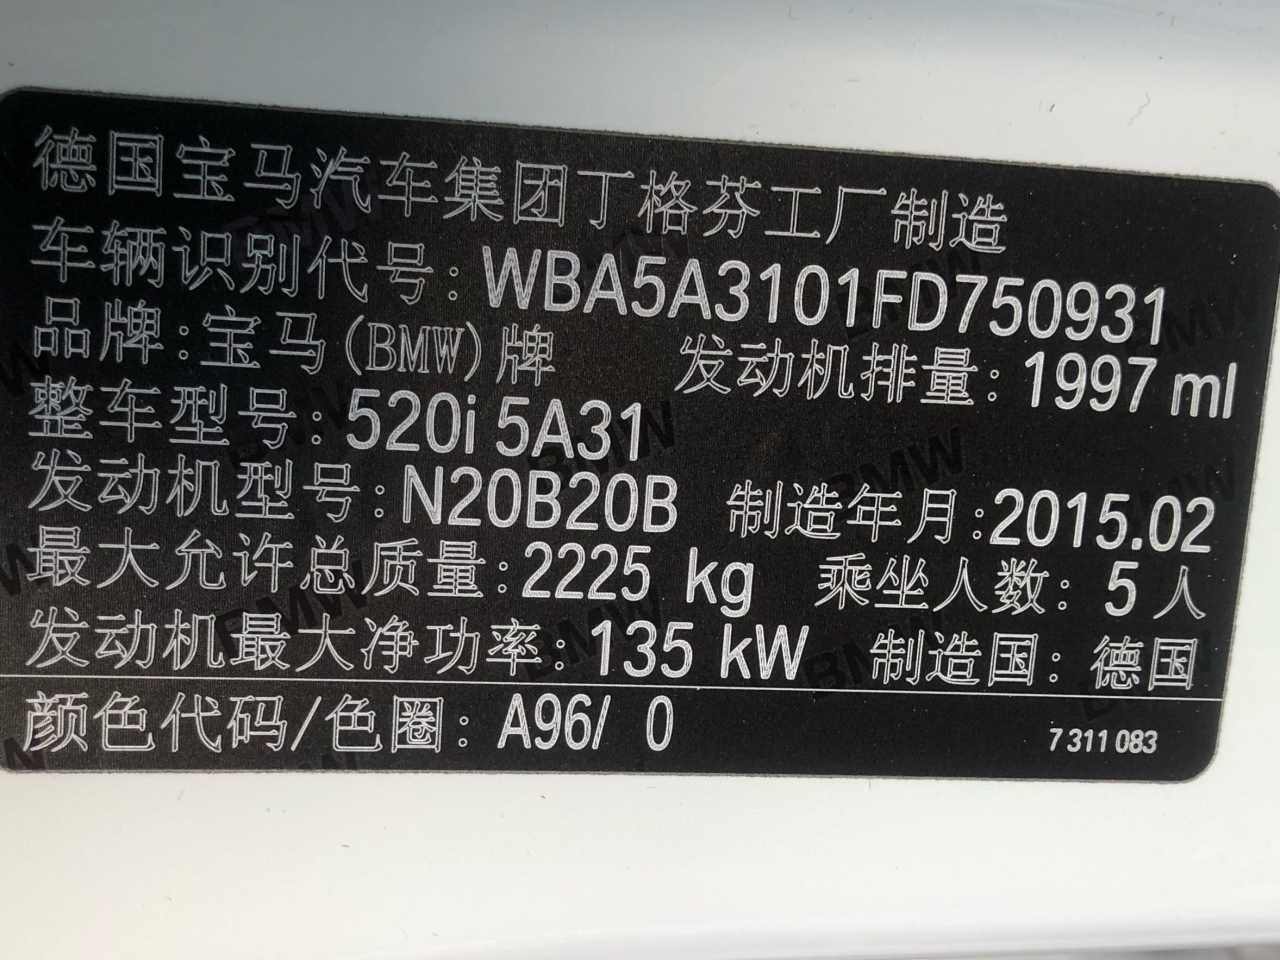 德国宝马汽车集团丁格芬工厂制造
车辆识别代号:WBA5A3101FD750931
品牌:宝马(BMW)牌 发动机排量:1997 ml
整车型号:520i 5A31
发动机型号:N20B20B 制造年月:2015.02
最大允许总质量:2225 kg 乘坐人数:5人
发动机最大净功率:135 kW 制造国:德国
颜色代码/色圈: A96/ 0 7 311 083